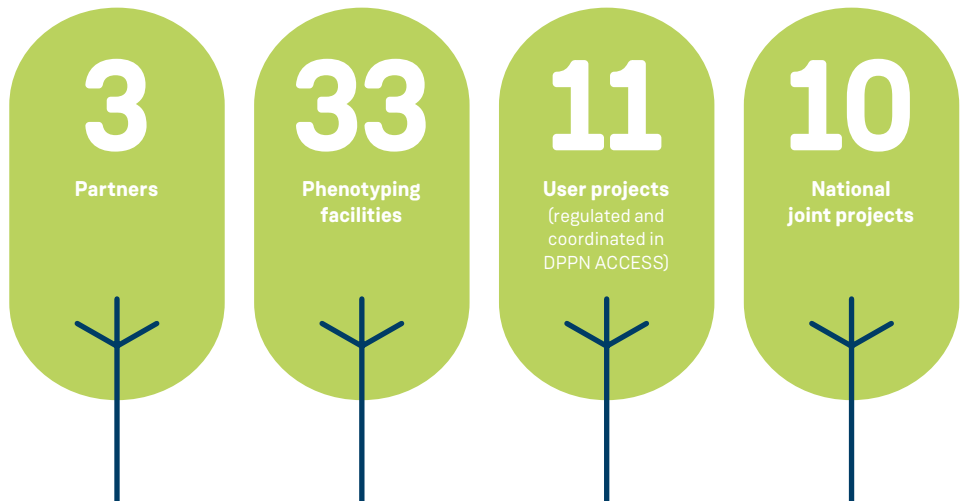 3
Partners
33
Phenotyping
facilities
11
User projects
(regulated and
coordinated in
DPPN ACCESS)
10
National
joint projects